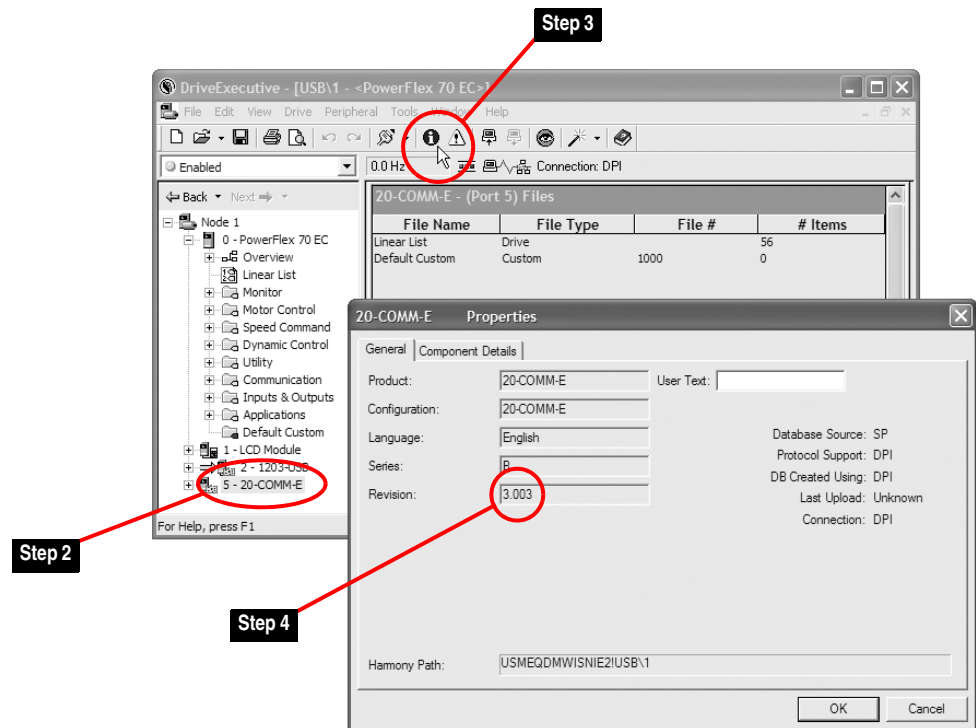 Step 3
DriveExecutive - [USB\1 - <PowerFlex 70 EC>]
File Edit View Drive Peripheral Tools Window Help
Enabled
0.0 Hz
Connection: DPI
Back Next
20-COMM-E - (Port 5) Files
File Name File Type File # # Items
Linear List Drive 56
Default Custom Custom 1000 0
Node 1
0 - PowerFlex 70 EC
Overview
Linear List
Monitor
Motor Control
Speed Command
Dynamic Control
Utility
Communication
Inputs & Outputs
Applications
Default Custom
1 - LCD Module
2 - 1203-USB
5 - 20-COMM-E
For Help, press F1
Step 2
20-COMM-E Properties
General Component Details
Product: 20-COMM-E User Text:
Configuration: 20-COMM-E
Language: English Database Source: SP
Protocol Support: DPI
Series: B
DB Created Using: DPI
Revision: 3.003 Last Upload: Unknown
Connection: DPI
Step 4
Harmony Path: USMEQDMWISNIE2!USB\1
OK Cancel